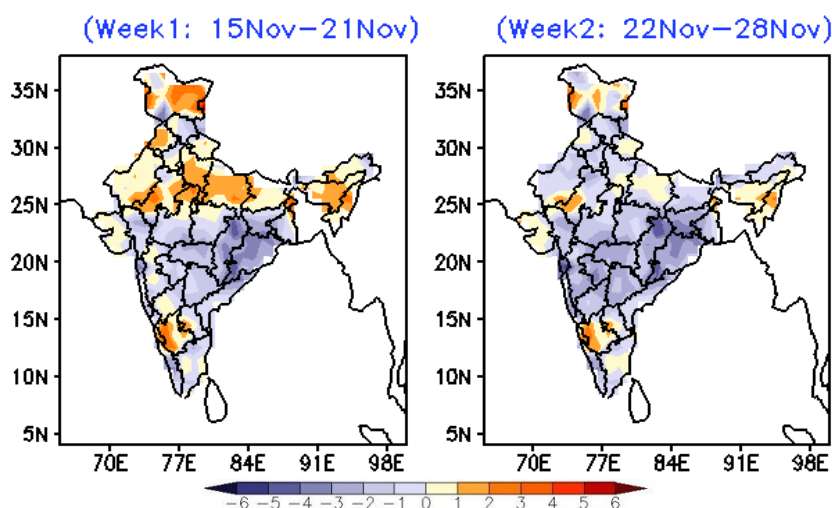 (Week1: 15Nov−21Nov)
(Week2: 22Nov−28Nov)
35N
30N
25N
20N
15N
10N
5N
70E 77E 84E 91E 98E
35N
30N
25N
20N
15N
10N
5N
70E 77E 84E 91E 98E
−6 −5 −4 −3 −2 −1 0 1 2 3 4 5 6